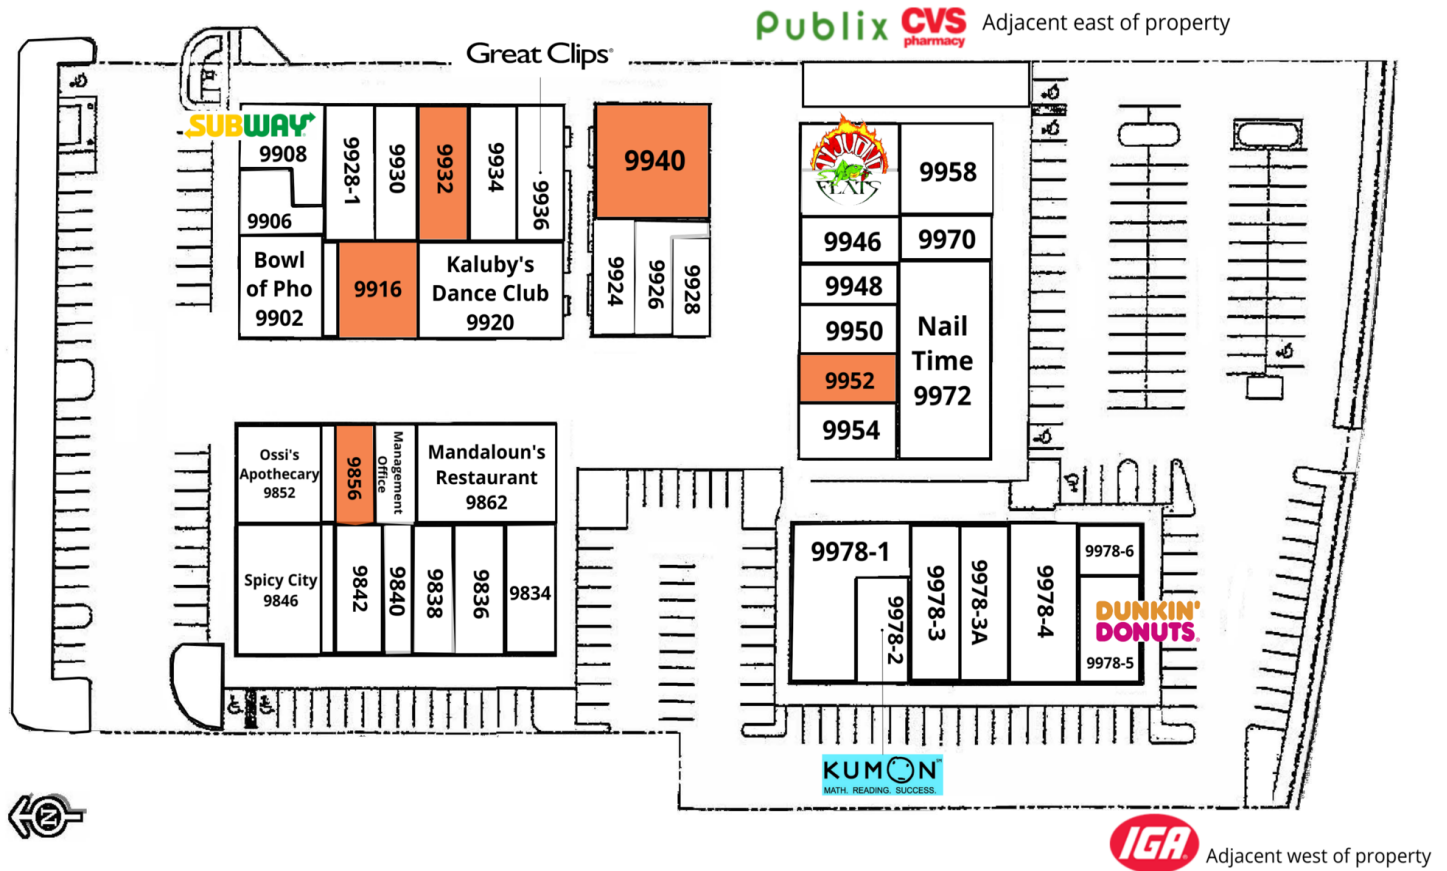 Publix CVS pharmacy Adjacent east of property
Great Clips
SUBWAY
9908
9906
9928-1
9930
9932
9934
9936
Bowl
of Pho
9902
9916
Kaluby's
Dance Club
9920
9940
9924
9926
9928
FLATS
9958
9946
9970
9948
9950
9952
9954
Nail
Time
9972
Ossi's
Apothecary
9852
9856
Management
Office
Mandaloun's
Restaurant
9862
Spicy City
9846
9842
9840
9838
9836
9834
9978-1
9978-2
9978-3
9978-3A
9978-4
9978-6
DUNKIN'
DONUTS
9978-5
KUMON
MATH. READING. SUCCESS.
N
IGA Adjacent west of property